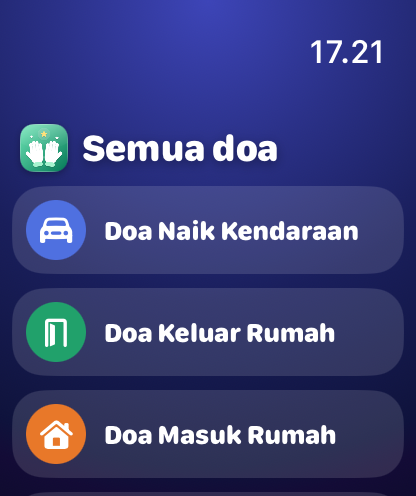 17.21
Semua doa
Doa Naik Kendaraan
Doa Keluar Rumah
Doa Masuk Rumah